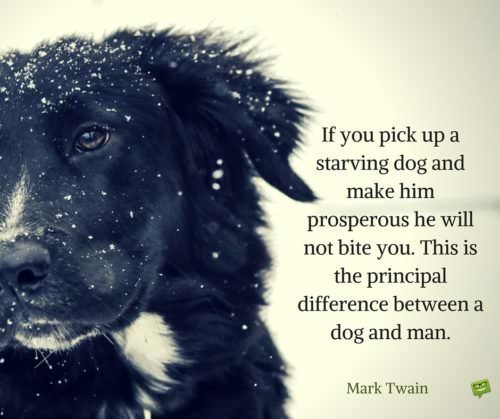 If you pick up a
starving dog and
make him
prosperous he will
not bite you. This is
the principal
difference between a
dog and man.
Mark Twain